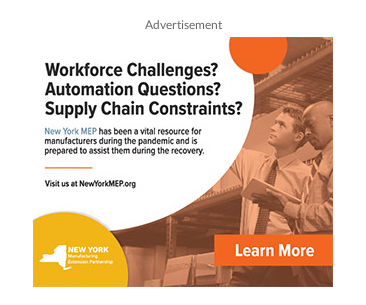 Advertisement
Workforce Challenges?
Automation Questions?
Supply Chain Constraints?
New York MEP has been a vital resource for
manufacturers during the pandemic and is
prepared to assist them during the recovery.
Visit us at NewYorkMEP.org
NEW YORK
Manufacturing
Extension Partnership
Learn More